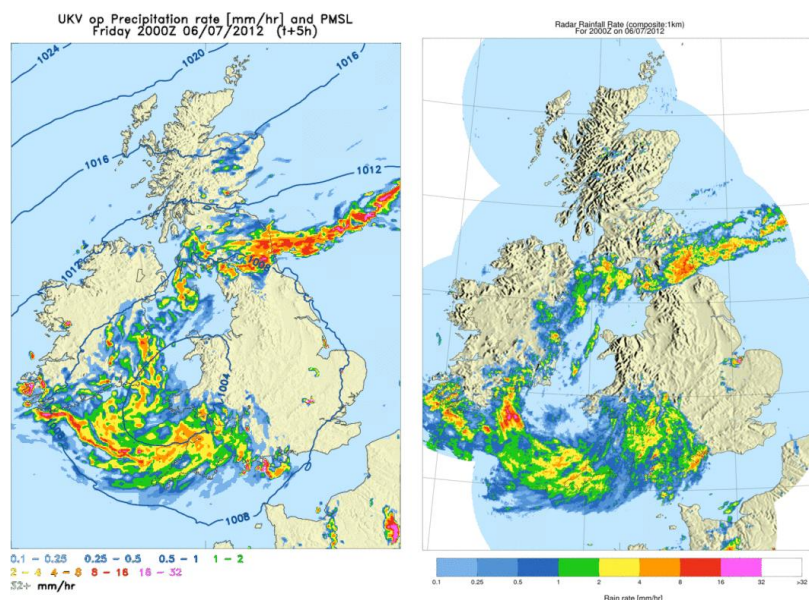 UKV op Precipitation rate [mm/hr] and PMSL
Friday 2000Z 06/07/2012 (t+5h)
1024
1020
1016
1016
1012
1012
1008
1004
1008
0.1 - 0.25 0.25 - 0.5 0.5 - 1 1 - 2
2 - 4 4 - 8 8 - 16 16 - 32
32+ mm/hr
Radar Rainfall Rate (composite:1km)
For 2000Z on 06/07/2012
0.1 0.25 0.5 1 2 4 8 16 32 >32
Rain rate [mm/hr]